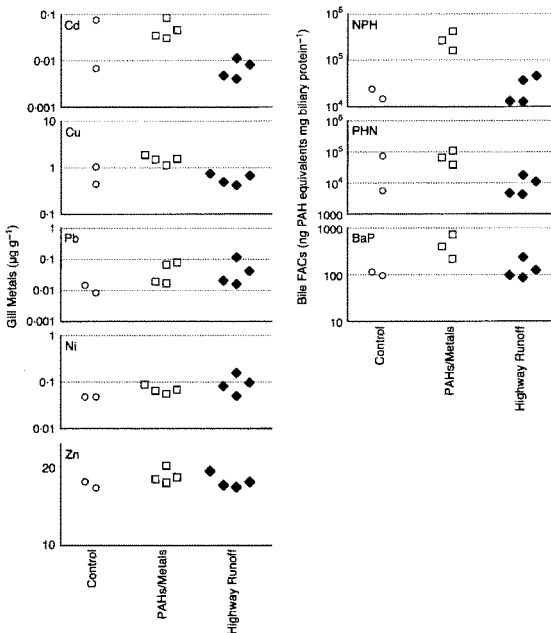 Gill Metals (µg g⁻¹)
Cd
0·1
0·01
0·001
Cu
10
1
0·1
Pb
1
0·1
0·01
0·001
Ni
1
0·1
0·01
Zn
20
10
Control
PAHs/Metals
Highway Runoff
Bile FACs (ng PAH equivalents mg biliary protein⁻¹)
NPH
10⁶
10⁵
10⁴
PHN
10⁶
10⁵
10⁴
1000
BaP
1000
100
10
Control
PAHs/Metals
Highway Runoff